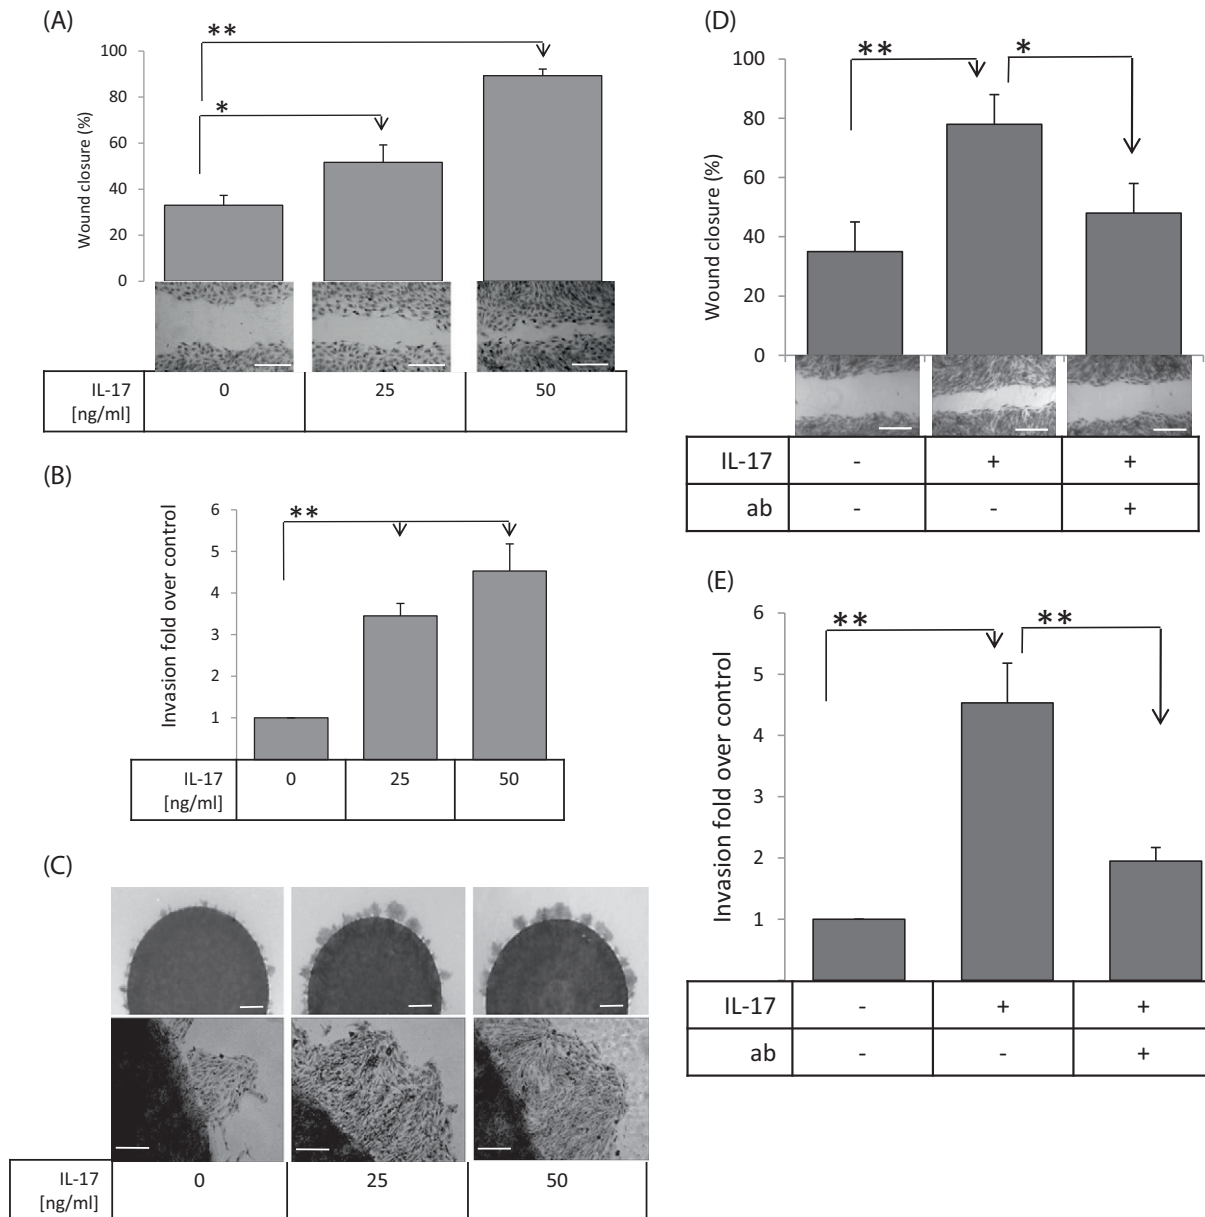 (A)
**
*
100
80
60
40
20
0
Wound closure (%)
IL-17
[ng/ml]
0 25 50
(B)
**
6
5
4
3
2
1
Invasion fold over control
IL-17
[ng/ml]
0 25 50
(C)
IL-17
[ng/ml]
0 25 50
(D)
** *
100
80
60
40
20
0
Wound closure (%)
IL-17 - + +
ab - - +
(E)
** **
6
5
4
3
2
1
Invasion fold over control
IL-17 - + +
ab - - +